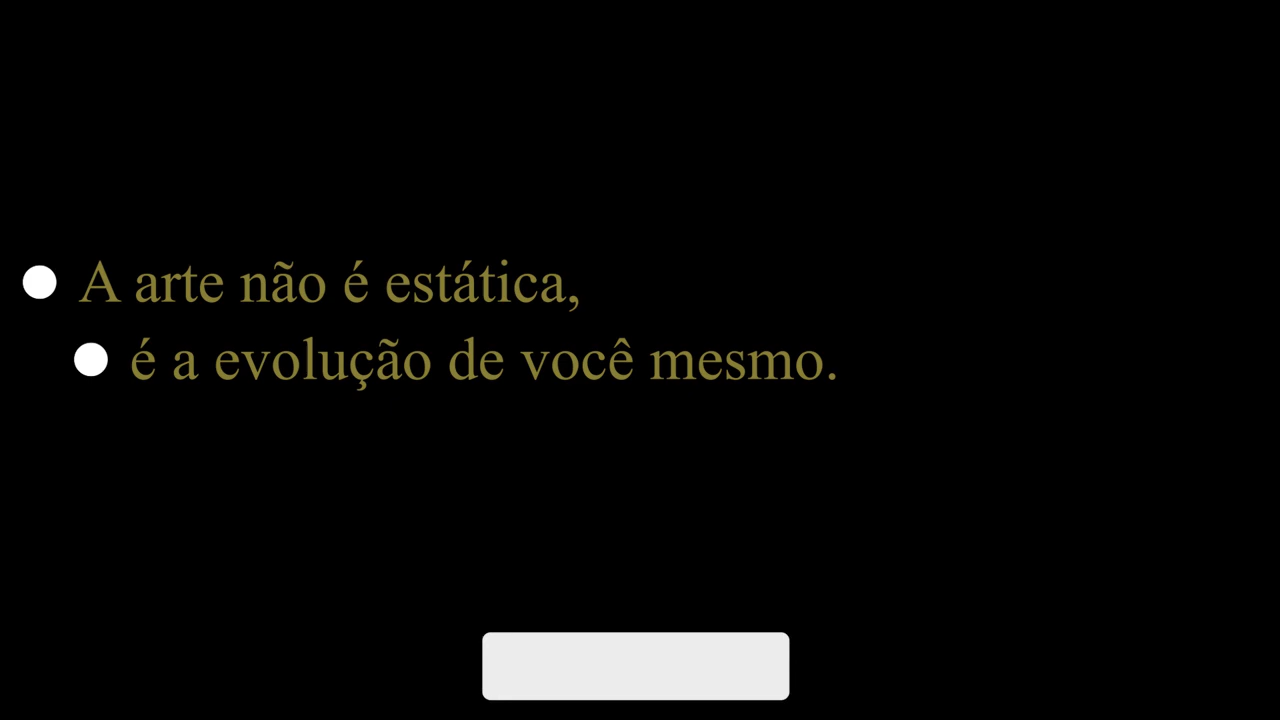 A arte não é estática,
é a evolução de você mesmo.